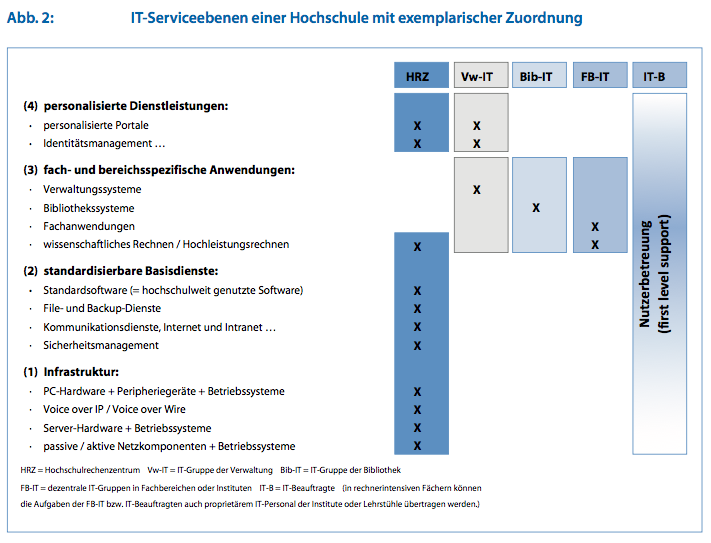 Abb. 2: IT-Serviceebenen einer Hochschule mit exemplarischer Zuordnung
HRZ Vw-IT Bib-IT FB-IT IT-B
(4) personalisierte Dienstleistungen:
· personalisierte Portale X X
· Identitätsmanagement … X X
(3) fach- und bereichsspezifische Anwendungen:
· Verwaltungssysteme X
· Bibliothekssysteme X
· Fachanwendungen X
· wissenschaftliches Rechnen / Hochleistungsrechnen X X
(2) standardisierbare Basisdienste:
· Standardsoftware (= hochschulweit genutzte Software) X
· File- und Backup-Dienste X
· Kommunikationsdienste, Internet und Intranet … X
· Sicherheitsmanagement X
(1) Infrastruktur:
· PC-Hardware + Peripheriegeräte + Betriebssysteme X
· Voice over IP / Voice over Wire X
· Server-Hardware + Betriebssysteme X
· passive / aktive Netzkomponenten + Betriebssysteme X
Nutzerbetreuung
(first level support)
HRZ = Hochschulrechenzentrum Vw-IT = IT-Gruppe der Verwaltung Bib-IT = IT-Gruppe der Bibliothek
FB-IT = dezentrale IT-Gruppen in Fachbereichen oder Instituten IT-B = IT-Beauftragte (in rechnerintensiven Fächern können
die Aufgaben der FB-IT bzw. IT-Beauftragten auch proprietärem IT-Personal der Institute oder Lehrstühle übertragen werden.)